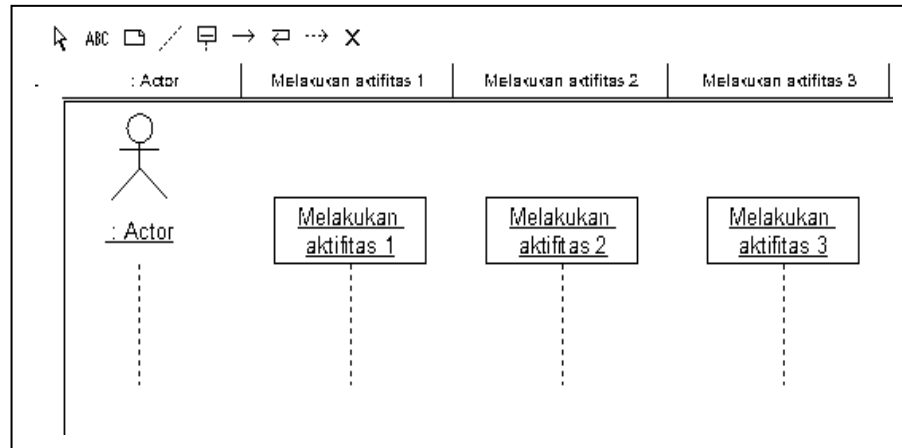 ABC
: Actor
Melakukan aktifitas 1
Melakukan aktifitas 2
Melakukan aktifitas 3
: Actor
Melakukan
aktifitas 1
Melakukan
aktifitas 2
Melakukan
aktifitas 3